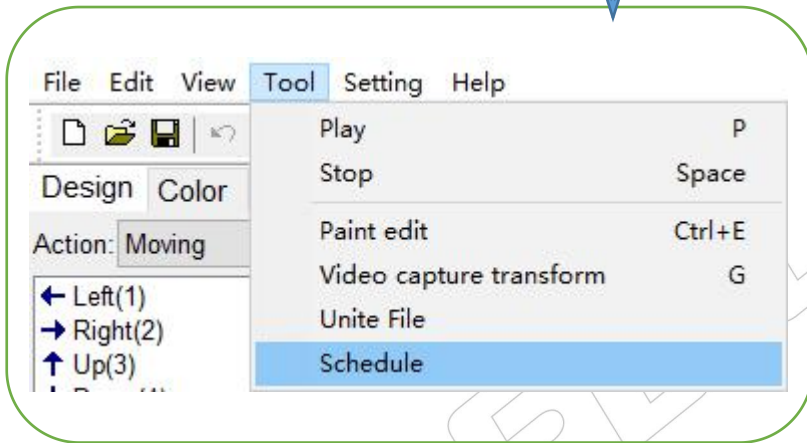 File Edit View Tool Setting Help
Play P
Stop Space
Design Color
Paint edit Ctrl+E
Action: Moving
Video capture transform G
Left(1)
Unite File
Right(2)
Schedule
Up(3)